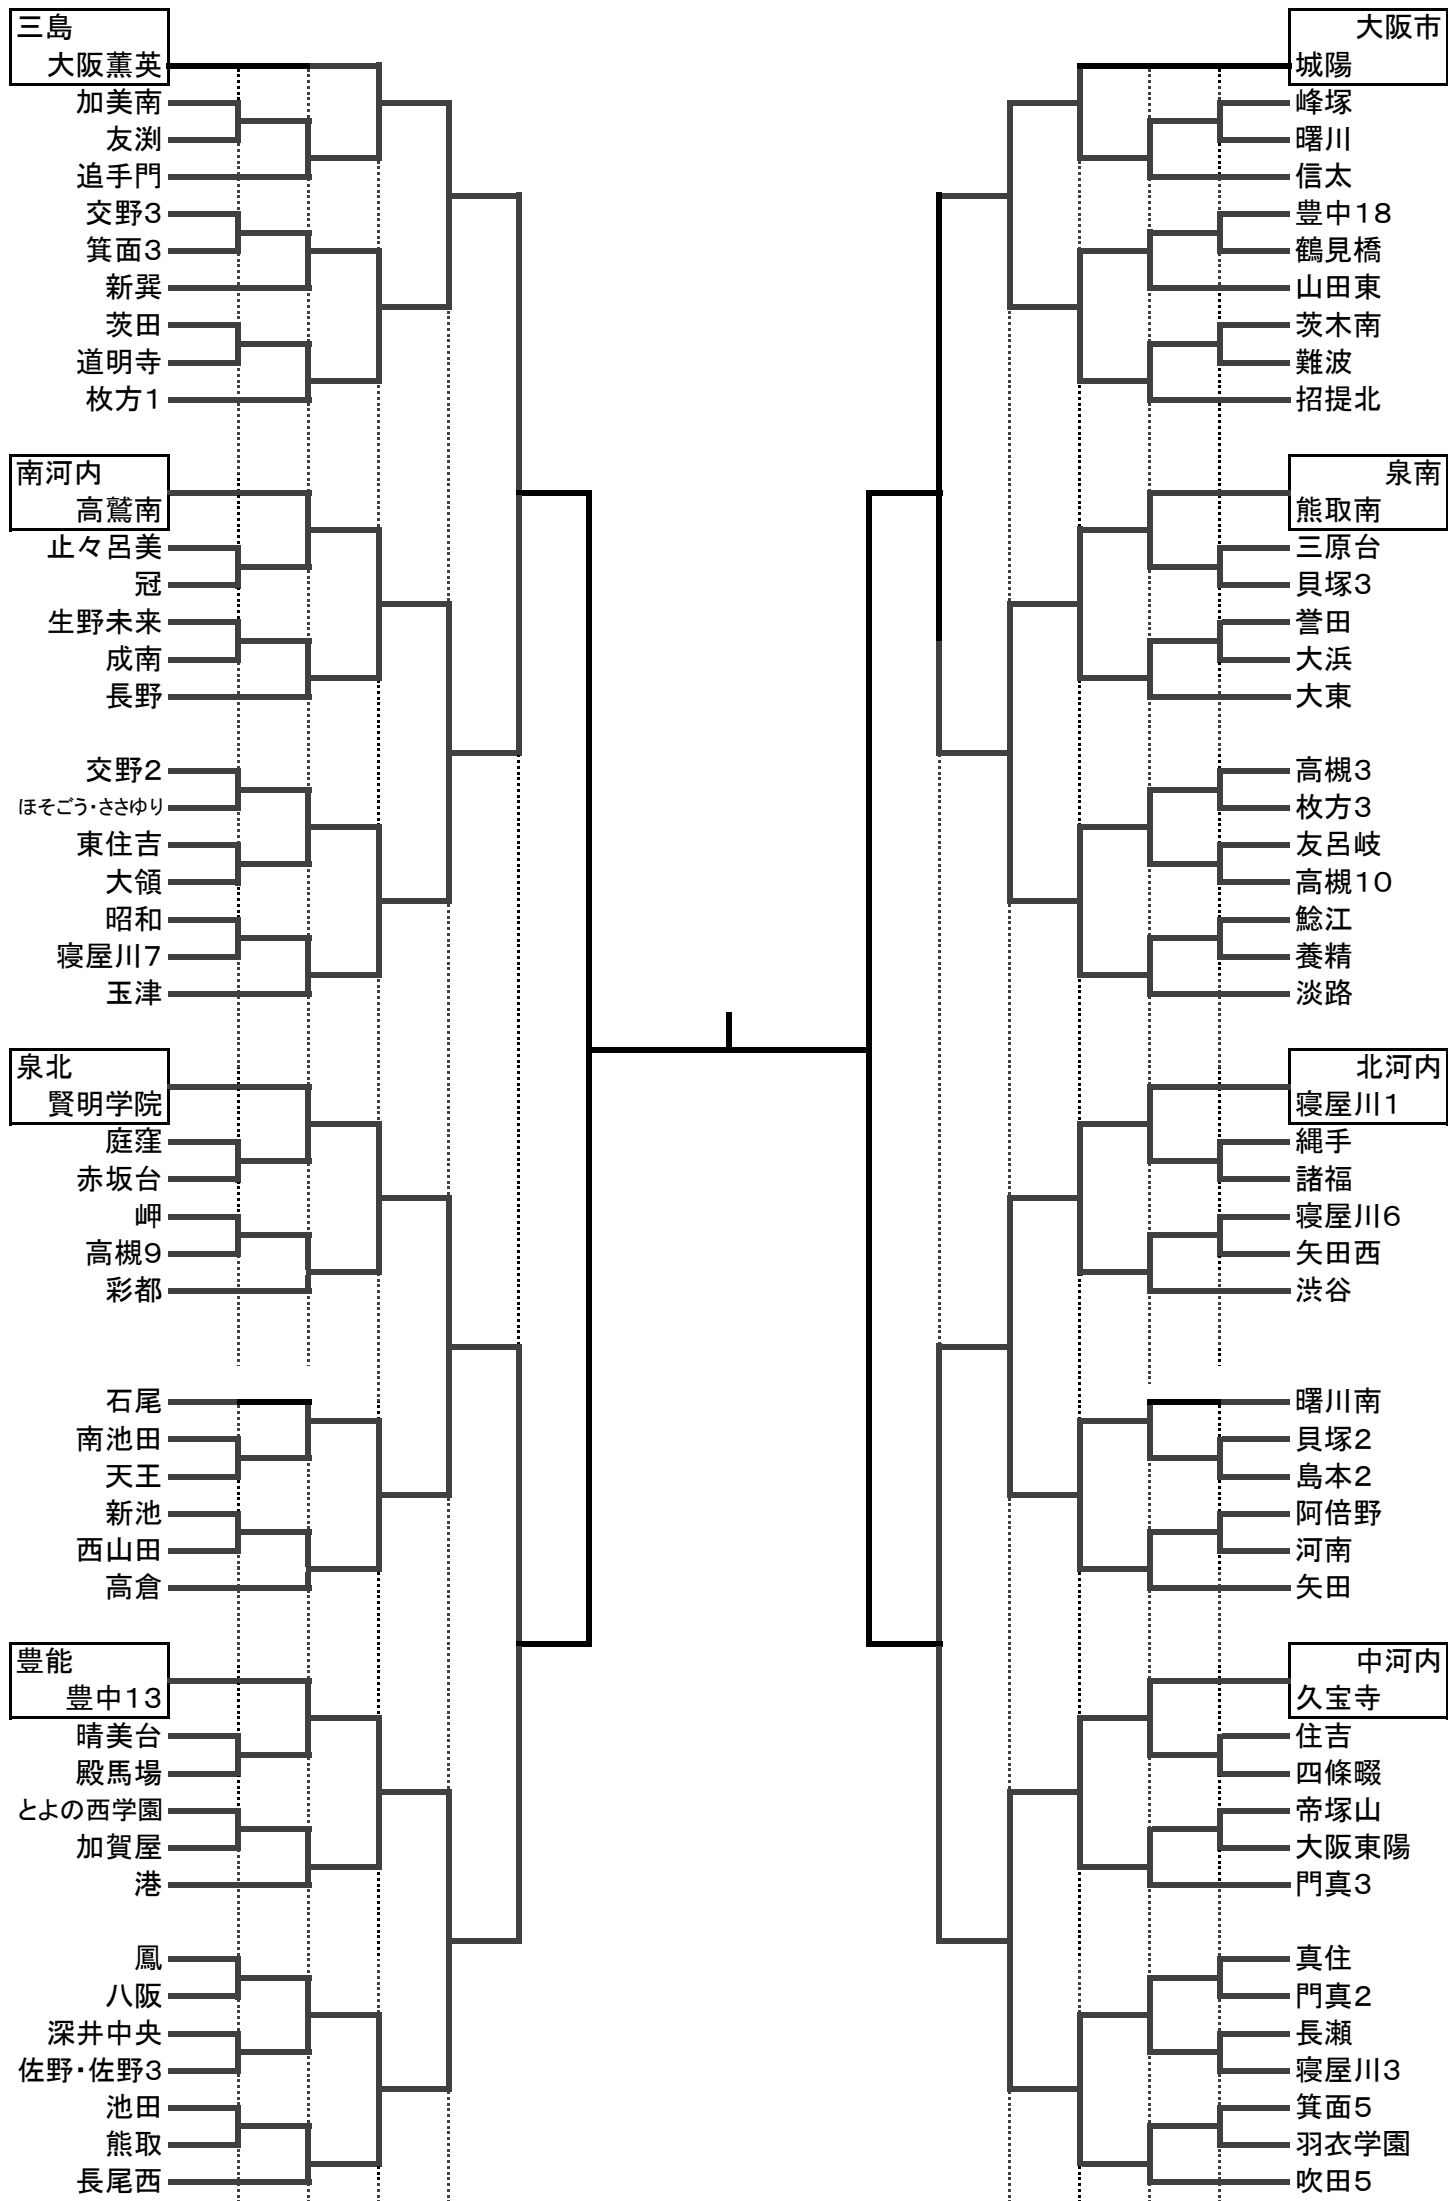 三島
大阪薫英
加美南
友渕
追手門
交野3
箕面3
新巽
茨田
道明寺
枚方1
南河内
高鷲南
止々呂美
冠
生野未来
成南
長野
交野2
ほそごう・ささゆり
東住吉
大領
昭和
寝屋川7
玉津
泉北
賢明学院
庭窪
赤坂台
岬
高槻9
彩都
石尾
南池田
天王
新池
西山田
高倉
豊能
豊中13
晴美台
殿馬場
とよの西学園
加賀屋
港
鳳
八阪
深井中央
佐野・佐野3
池田
熊取
長尾西
大阪市
城陽
峰塚
曙川
信太
豊中18
鶴見橋
山田東
茨木南
難波
招提北
泉南
熊取南
三原台
貝塚3
誉田
大浜
大東
高槻3
枚方3
友呂岐
高槻10
鯰江
養精
淡路
北河内
寝屋川1
縄手
諸福
寝屋川6
矢田西
渋谷
曙川南
貝塚2
島本2
阿倍野
河南
矢田
中河内
久宝寺
住吉
四條畷
帝塚山
大阪東陽
門真3
真住
門真2
長瀬
寝屋川3
箕面5
羽衣学園
吹田5